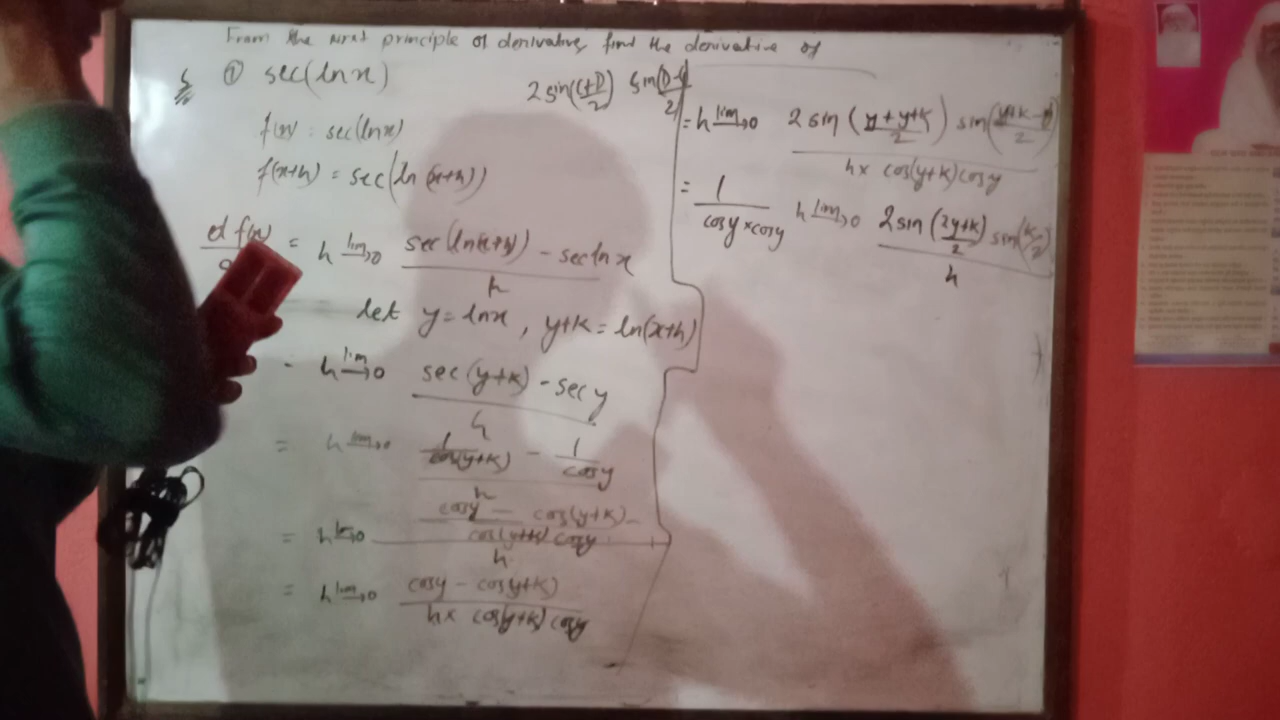 From the first principle of derivative, find the derivative of
① sec(ln x)
2 sin((C+D)/2) sin((D-C)/2)
f(x) = sec(ln x)
f(x+h) = sec(ln (x+h))
d f(x) = h lim→0 (sec(ln(x+h)) - sec ln x)/h
let y = ln x , y+k = ln(x+h)
- h lim→0 (sec (y+k) - sec y)/h
= h lim→0 (1/cos(y+k) - 1/cos y)/h
= h lim→0 ((cos y - cos(y+k))/(cos(y+k) cos y))/h
= h lim→0 (cos y - cos(y+k))/(h × cos(y+k) cos y)
= h lim→0 (2 sin ((y+y+k)/2) sin((y+k-y)/2))/(h × cos(y+k) cos y)
= 1/(cos y × cos y) h lim→0 (2 sin ((2y+k)/2) sin(k/2))/h